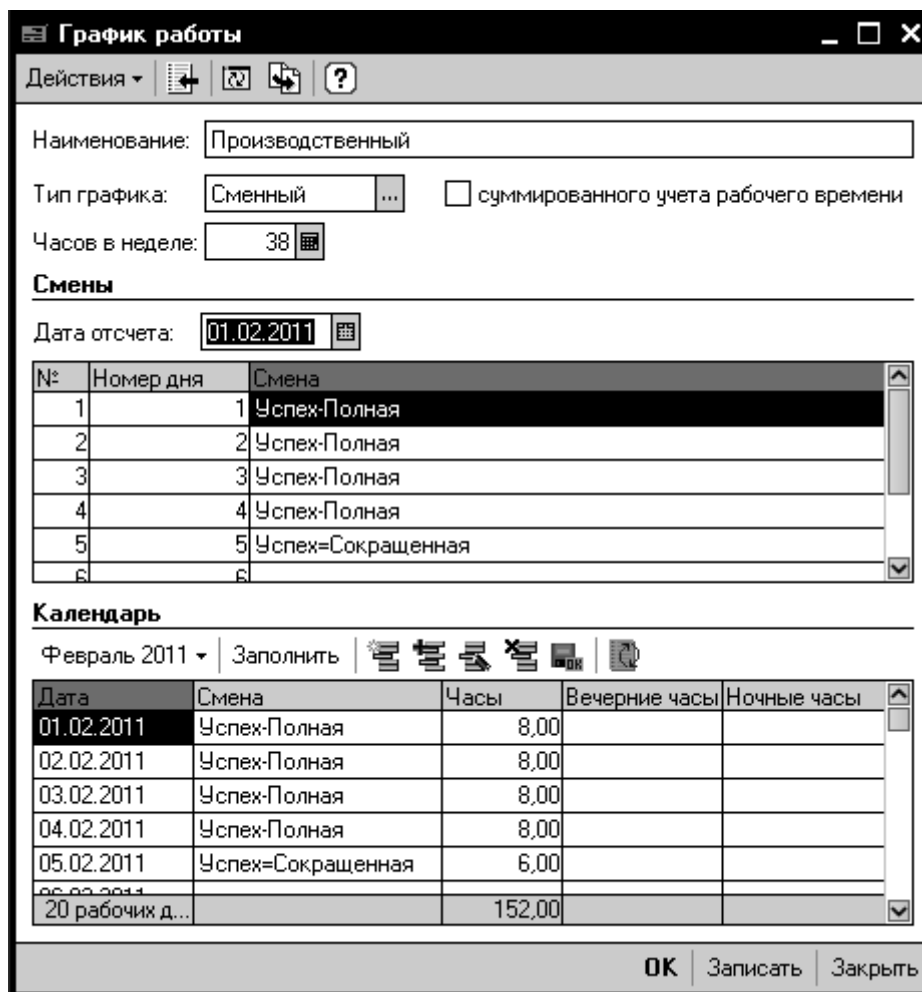 График работы
Действия
Наименование: Производственный
Тип графика: Сменный ... суммированного учета рабочего времени
Часов в неделе: 38
Смены
Дата отсчета: 01.02.2011
№ Номер дня Смена
1 1 Успех-Полная
2 2 Успех-Полная
3 3 Успех-Полная
4 4 Успех-Полная
5 5 Успех=Сокращенная
6 6
Календарь
Февраль 2011 Заполнить
Дата Смена Часы Вечерние часы Ночные часы
01.02.2011 Успех-Полная 8,00
02.02.2011 Успех-Полная 8,00
03.02.2011 Успех-Полная 8,00
04.02.2011 Успех-Полная 8,00
05.02.2011 Успех=Сокращенная 6,00
06.02.2011
20 рабочих д... 152,00
OK Записать Закрыть